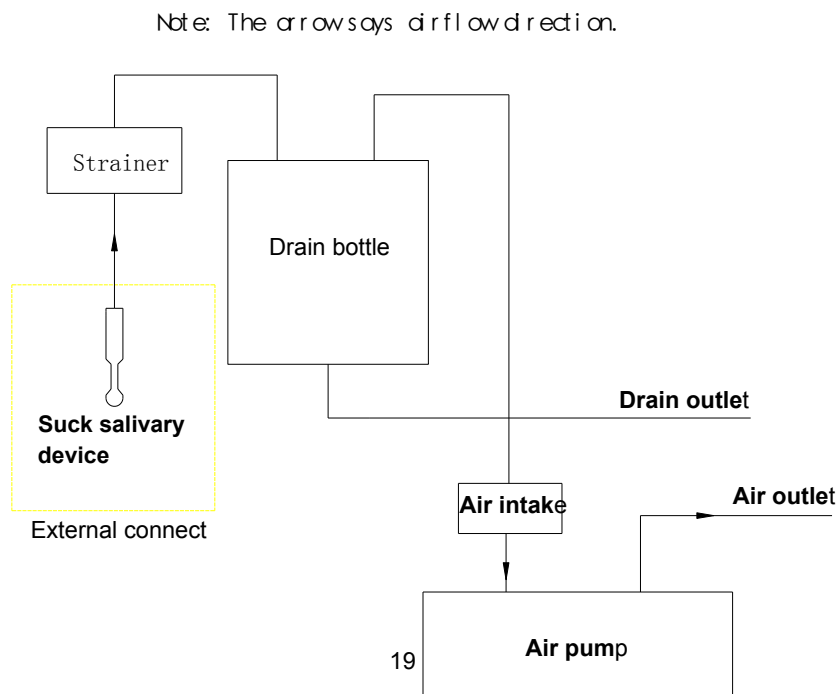 Note: The arrow says airflow direction.
Strainer
Drain bottle
Suck salivary
device
External connect
Drain outlet
Air intake
Air outlet
Air pump
19